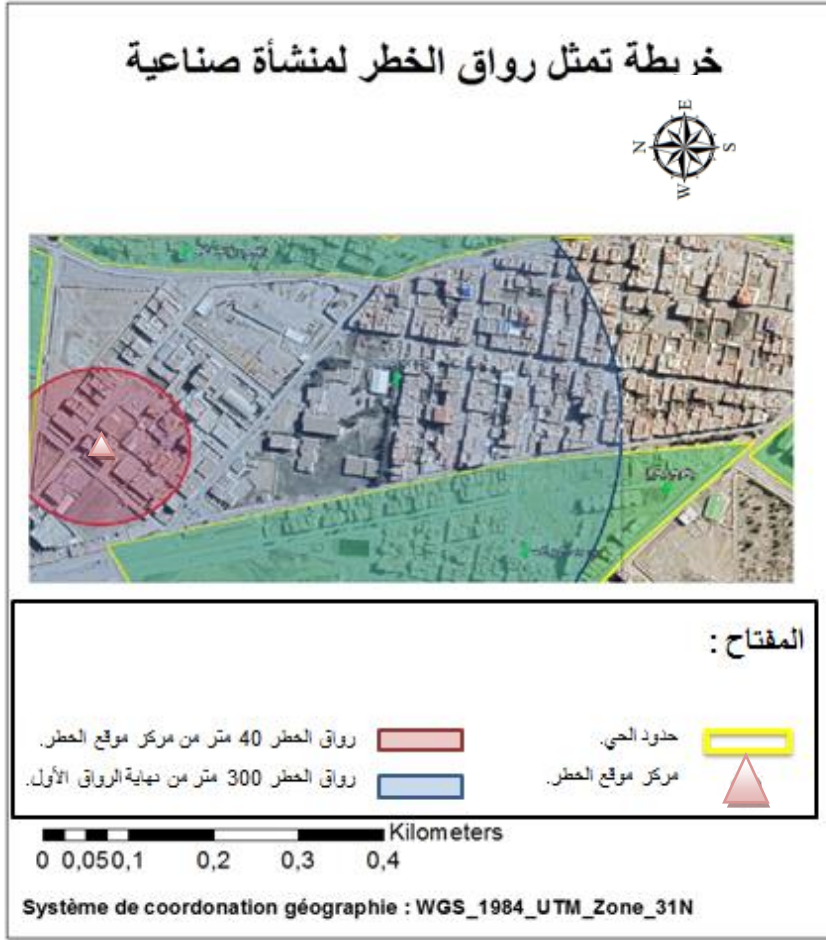 خريطة تمثل رواق الخطر لمنشأة صناعية
E
N
S
W
المفتاح :
حدود الحي.
رواق الخطر 40 متر من مركز موقع الخطر.
مركز موقع الخطر.
رواق الخطر 300 متر من نهاية الرواق الأول.
Kilometers
0 0,05 0,1 0,2 0,3 0,4
Système de coordonation géographie : WGS_1984_UTM_Zone_31N